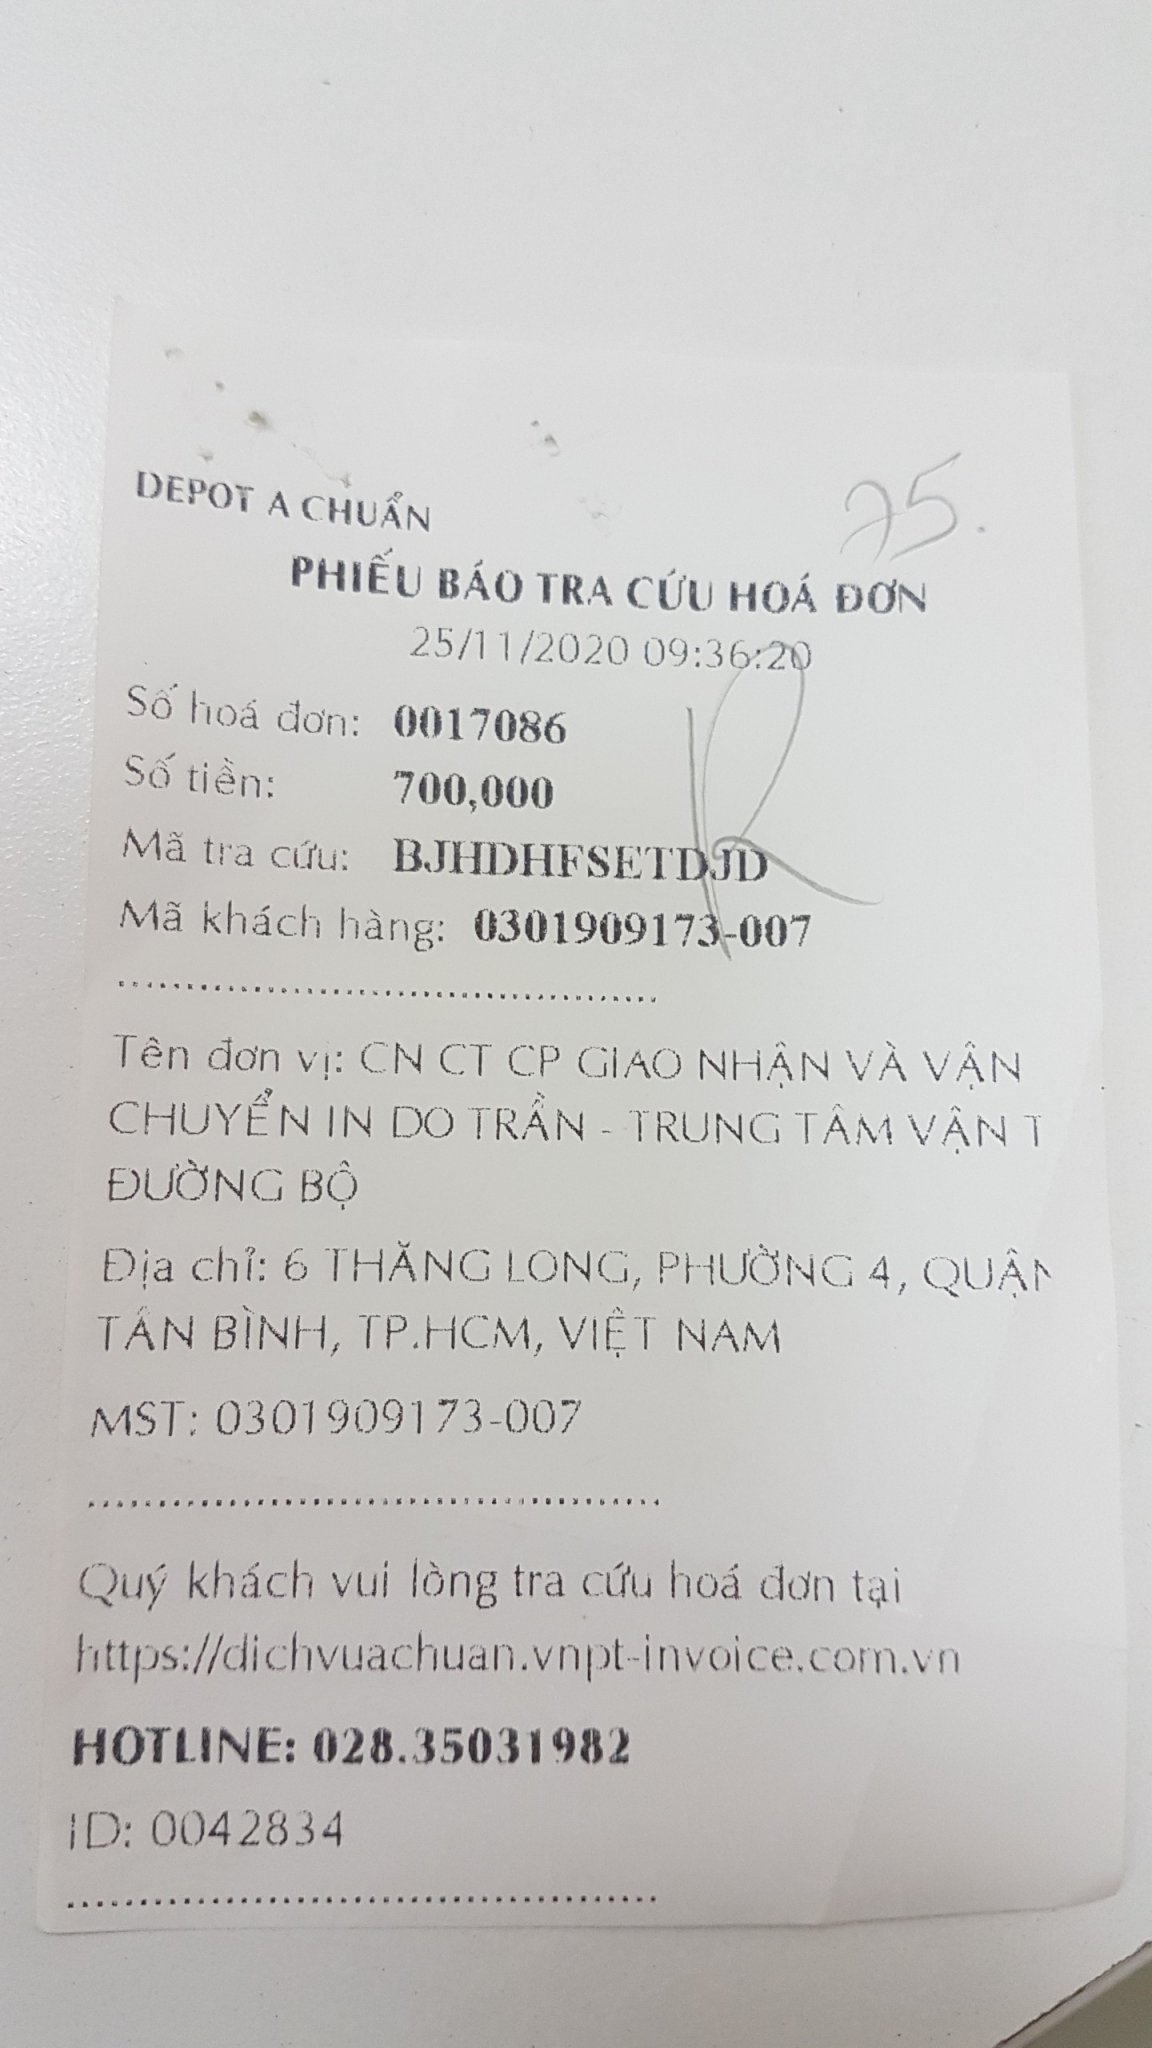 DEPOT A CHUẨN
75.
PHIẾU BÁO TRA CỨU HOÁ ĐƠN
25/11/2020 09:36:20
Số hoá đơn: 0017086
Số tiền: 700,000
Mã tra cứu: BJHDHFSETDJD
Mã khách hàng: 0301909173-007
Tên đơn vị: CN CT CP GIAO NHẬN VÀ VẬN
CHUYỂN IN DO TRẦN - TRUNG TÂM VẬN T
ĐƯỜNG BỘ
Địa chỉ: 6 THĂNG LONG, PHƯỜNG 4, QUẬN
TÂN BÌNH, TP.HCM, VIỆT NAM
MST: 0301909173-007
Quý khách vui lòng tra cứu hoá đơn tại
https://dichvuachuan.vnpt-invoice.com.vn
HOTLINE: 028.35031982
ID: 0042834